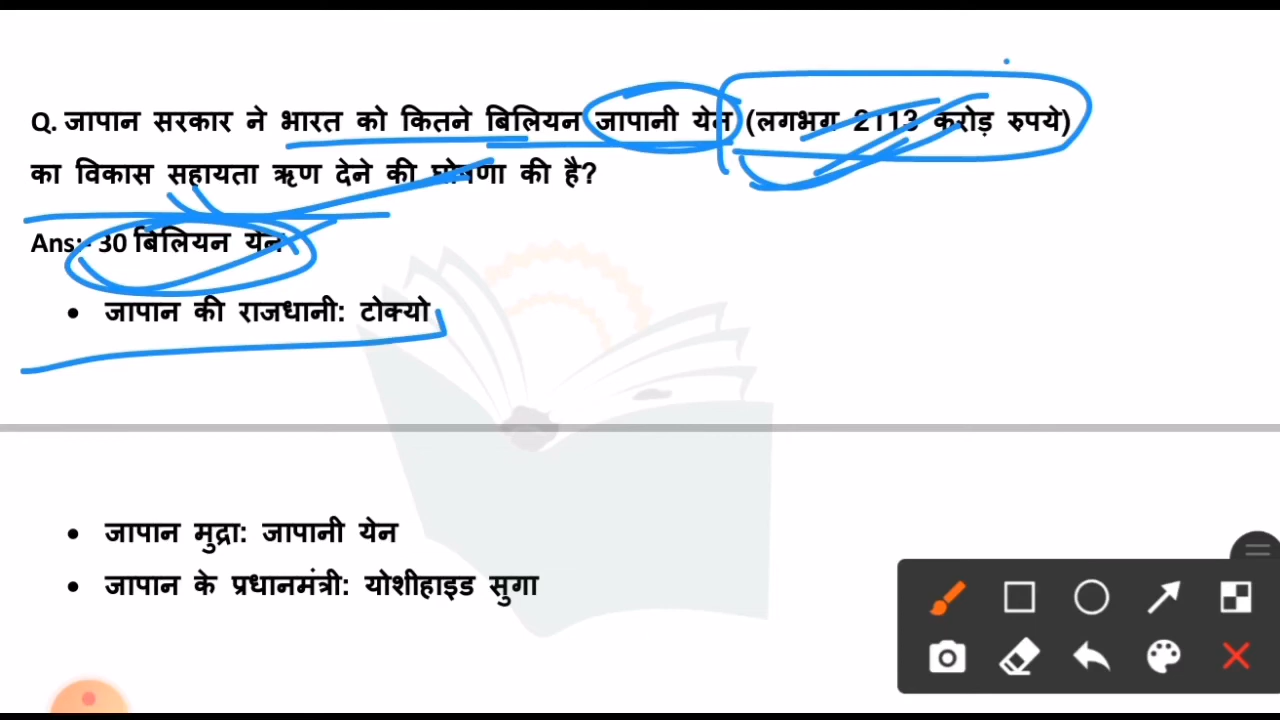 Q. जापान सरकार ने भारत को कितने बिलियन जापानी येन (लगभग 2113 करोड़ रुपये)
का विकास सहायता ऋण देने की घोषणा की है?
Ans:- 30 बिलियन येन
• जापान की राजधानी: टोक्यो
• जापान मुद्रा: जापानी येन
• जापान के प्रधानमंत्री: योशीहाइड सुगा